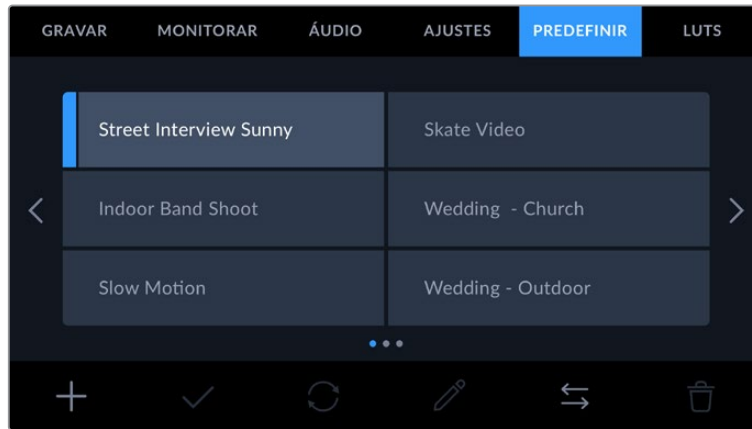 GRAVAR MONITORAR ÁUDIO AJUSTES PREDEFINIR LUTS
Street Interview Sunny Skate Video
Indoor Band Shoot Wedding - Church
Slow Motion Wedding - Outdoor